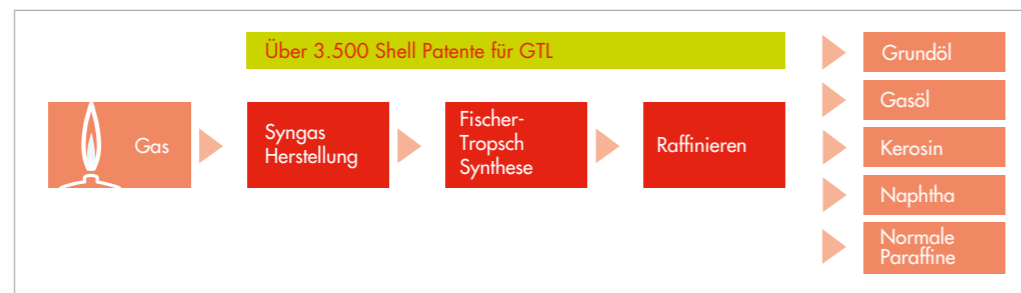 Über 3.500 Shell Patente für GTL
Gas
Syngas
Herstellung
Fischer-
Tropsch
Synthese
Raffinieren
Grundöl
Gasöl
Kerosin
Naphtha
Normale
Paraffine